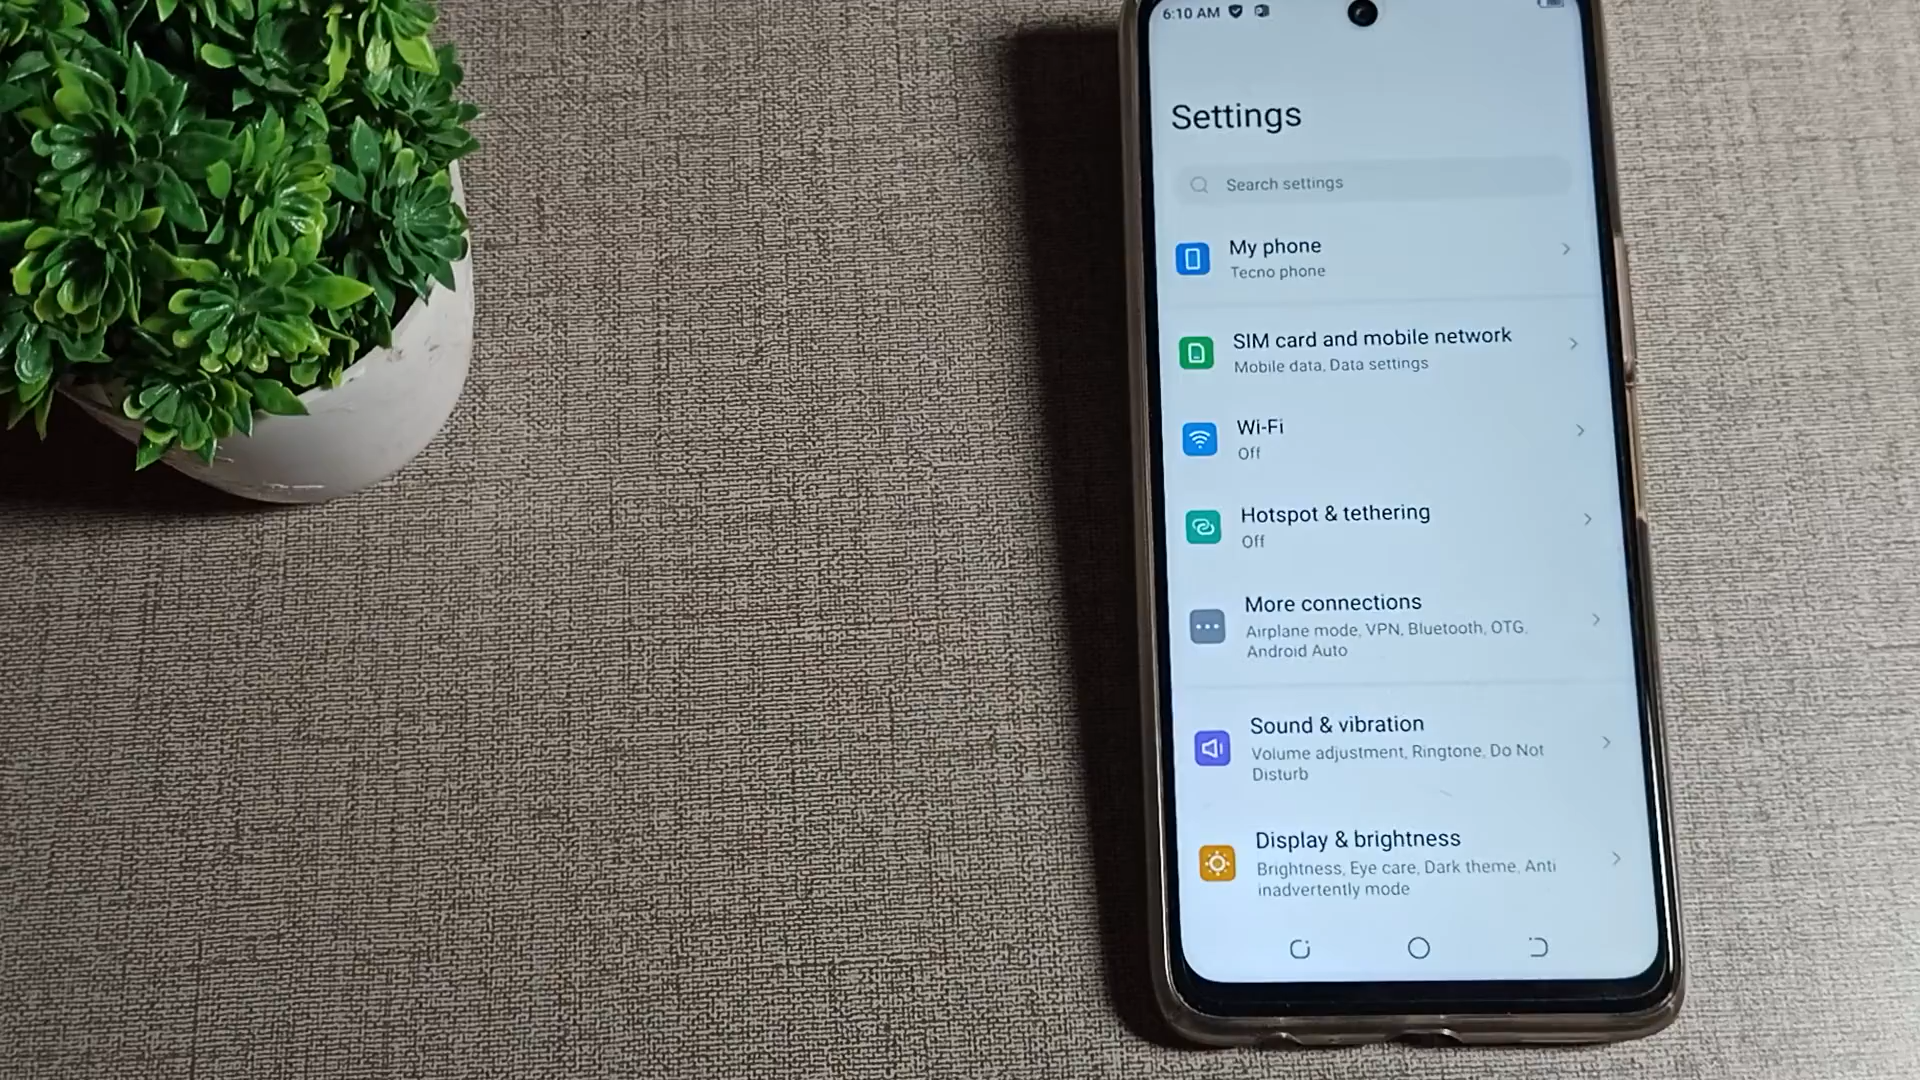 6:10 AM
Settings
Search settings
My phone
Tecno phone
SIM card and mobile network
Mobile data, Data settings
Wi-Fi
Off
Hotspot & tethering
Off
More connections
Airplane mode, VPN, Bluetooth, OTG,
Android Auto
Sound & vibration
Volume adjustment, Ringtone, Do Not
Disturb
Display & brightness
Brightness, Eye care, Dark theme, Anti
inadvertently mode